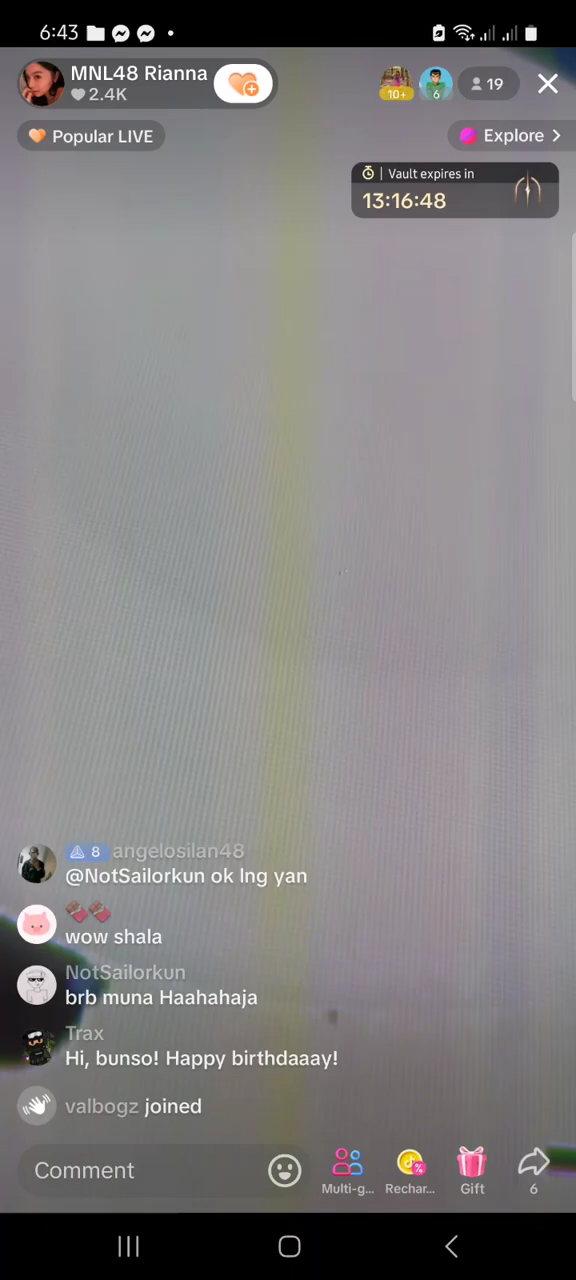 6:43
MNL48 Rianna
2.4K
10+
6
19
Popular LIVE
Explore
Vault expires in
13:16:48
8 angelosilan48
@NotSailorkun ok lng yan
wow shala
NotSailorkun
brb muna Haahahaja
Trax
Hi, bunso! Happy birthdaaay!
valbogz joined
Comment
Multi-g...
Rechar...
Gift
6